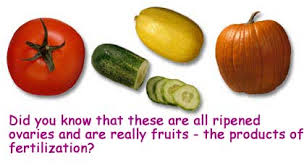 Did you know that these are all ripened
ovaries and are really fruits - the products of
fertilization?